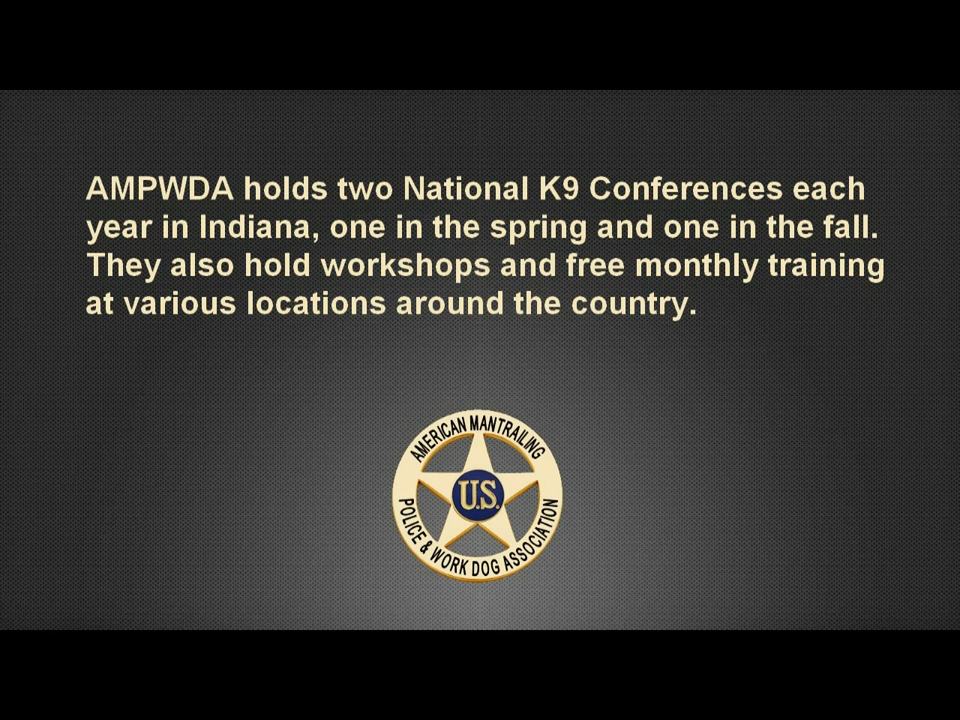 AMPWDA holds two National K9 Conferences each
year in Indiana, one in the spring and one in the fall.
They also hold workshops and free monthly training
at various locations around the country.
AMERICAN MANTRAILING
U.S.
POLICE & WORK DOG ASSOCIATION